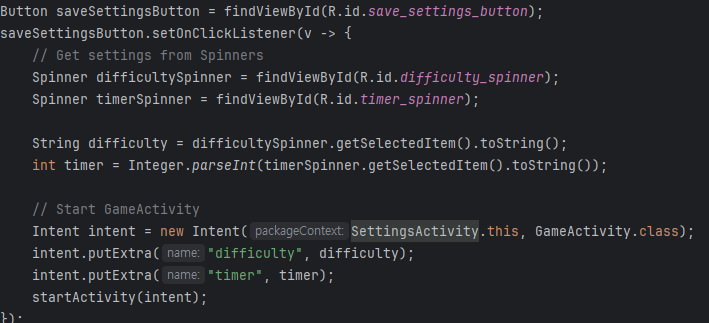 Button saveSettingsButton = findViewById(R.id.save_settings_button);
saveSettingsButton.setOnClickListener(v -> {
    // Get settings from Spinners
    Spinner difficultySpinner = findViewById(R.id.difficulty_spinner);
    Spinner timerSpinner = findViewById(R.id.timer_spinner);

    String difficulty = difficultySpinner.getSelectedItem().toString();
    int timer = Integer.parseInt(timerSpinner.getSelectedItem().toString());

    // Start GameActivity
    Intent intent = new Intent( packageContext: SettingsActivity.this, GameActivity.class);
    intent.putExtra( name: "difficulty", difficulty);
    intent.putExtra( name: "timer", timer);
    startActivity(intent);
});